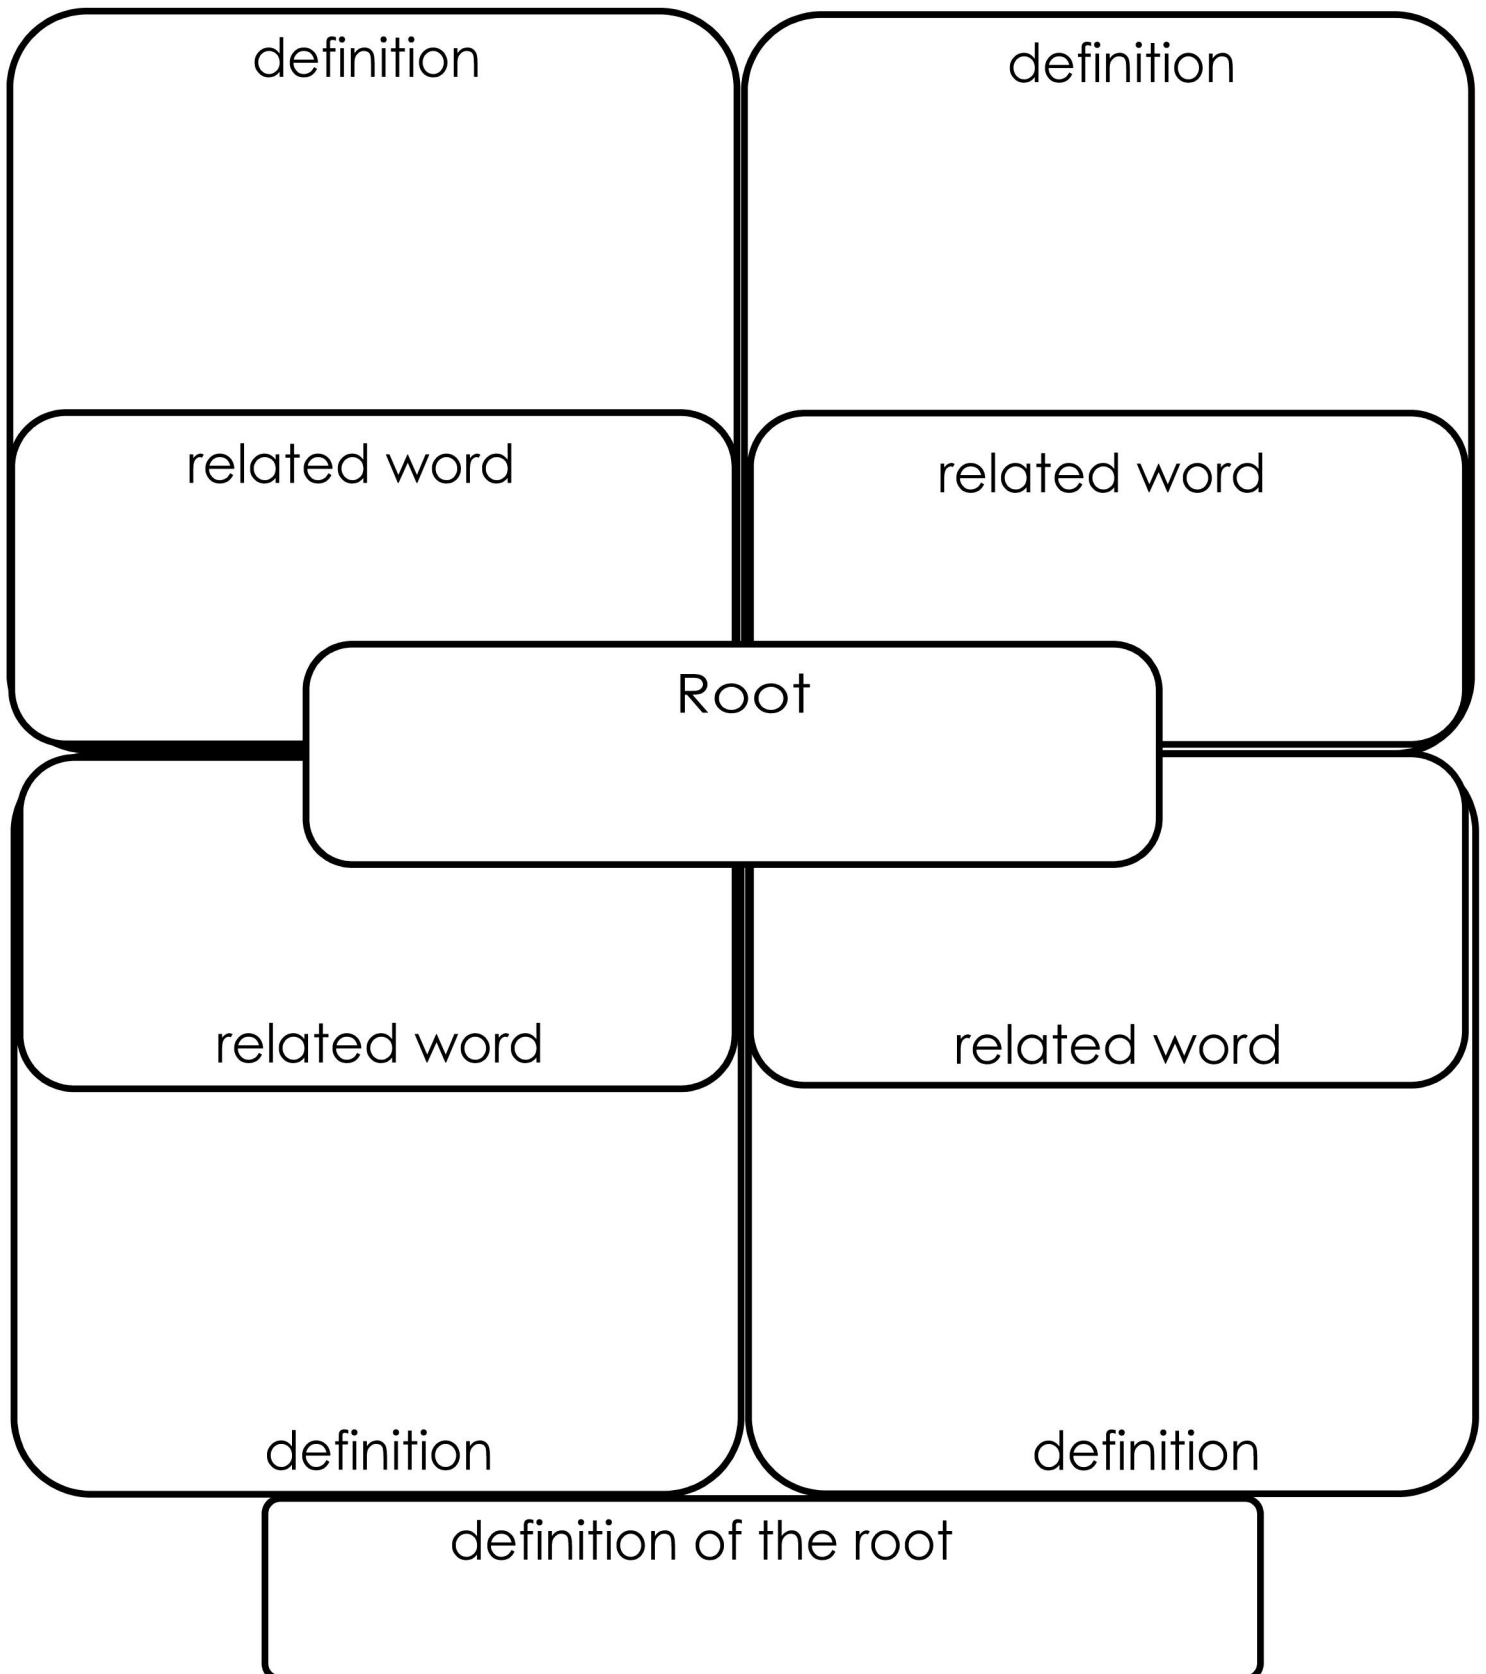 definition
definition
related word
related word
Root
related word
related word
definition
definition
definition of the root